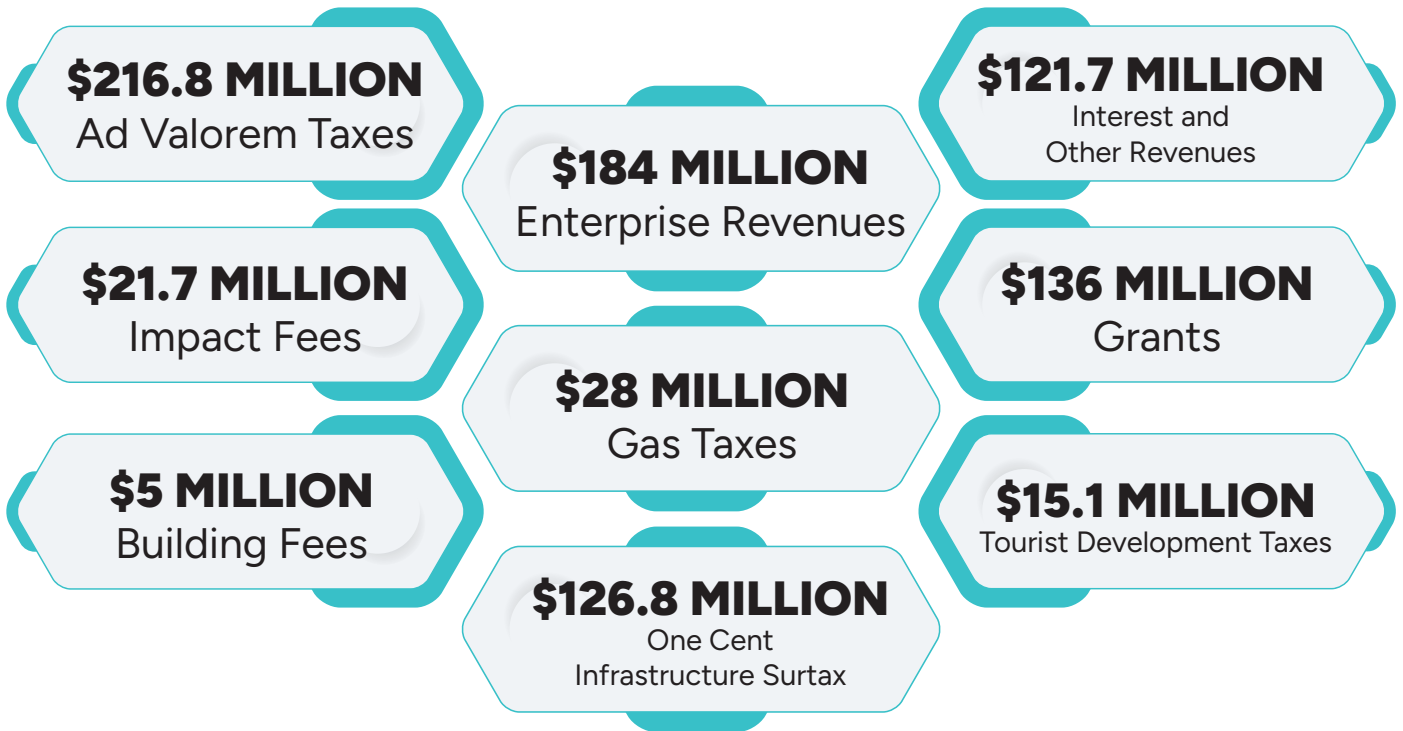 $216.8 MILLION
Ad Valorem Taxes
$21.7 MILLION
Impact Fees
$5 MILLION
Building Fees
$184 MILLION
Enterprise Revenues
$28 MILLION
Gas Taxes
$126.8 MILLION
One Cent
Infrastructure Surtax
$121.7 MILLION
Interest and
Other Revenues
$136 MILLION
Grants
$15.1 MILLION
Tourist Development Taxes